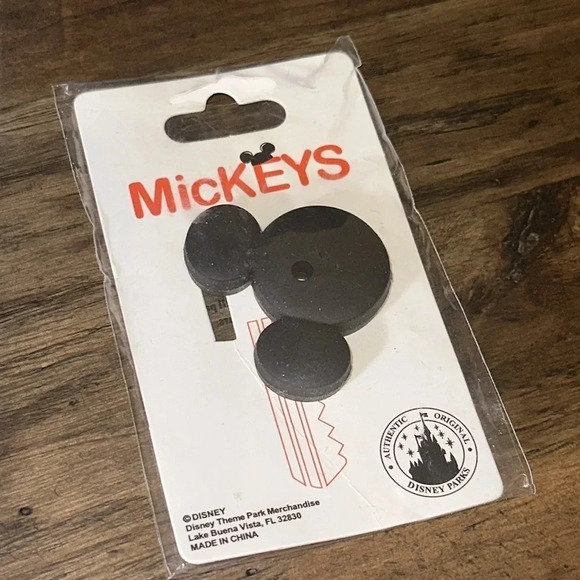 MicKEYS
AUTHENTIC ORIGINAL
DISNEY PARKS
©DISNEY
Disney Theme Park Merchandise
Lake Buena Vista, FL 32830
MADE IN CHINA